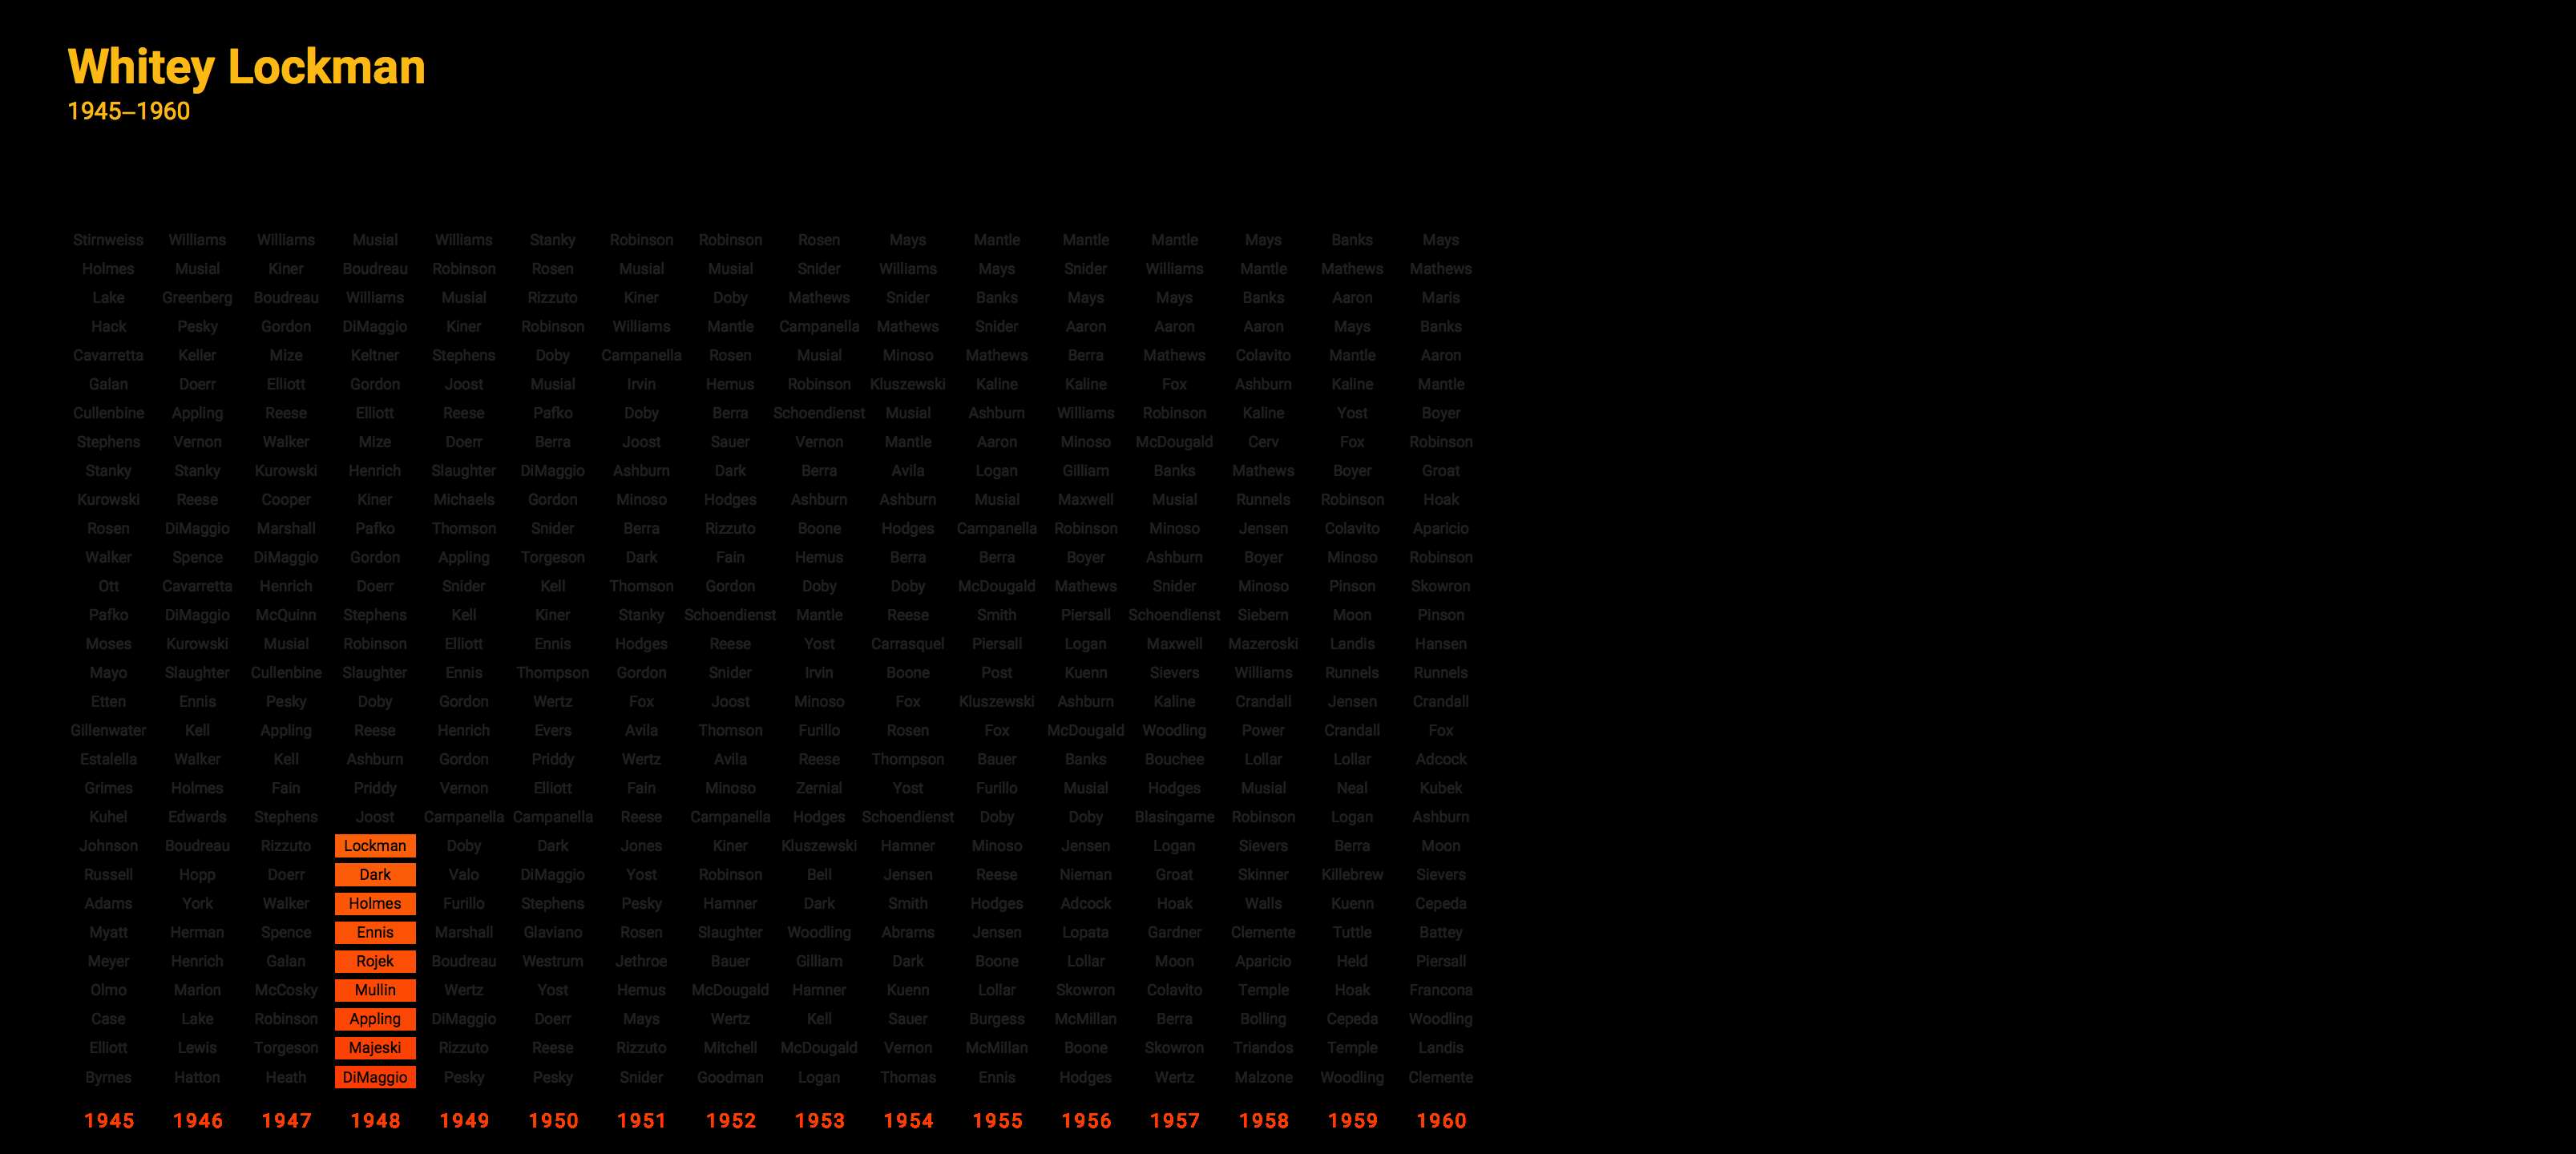 Whitey Lockman
1945–1960
Stirnweiss Williams Williams Musial Williams Stanky Robinson Robinson Rosen Mays Mantle Mantle Mantle Mays Banks Mays
Holmes Musial Kiner Boudreau Robinson Rosen Musial Musial Snider Williams Mays Snider Williams Mantle Mathews Mathews
Lake Greenberg Boudreau Williams Musial Rizzuto Kiner Doby Mathews Snider Banks Mays Mays Banks Aaron Maris
Hack Pesky Gordon DiMaggio Kiner Robinson Williams Mantle Campanella Mathews Snider Aaron Aaron Aaron Mays Banks
Cavarretta Keller Mize Keltner Stephens Doby Campanella Rosen Musial Minoso Mathews Berra Mathews Colavito Mantle Aaron
Galan Doerr Elliott Gordon Joost Musial Irvin Hemus Robinson Kluszewski Kaline Kaline Fox Ashburn Kaline Mantle
Cullenbine Appling Reese Elliott Reese Pafko Doby Berra Schoendienst Musial Ashburn Williams Robinson Kaline Yost Boyer
Stephens Vernon Walker Mize Doerr Berra Joost Sauer Vernon Mantle Aaron Minoso McDougald Cerv Fox Robinson
Stanky Stanky Kurowski Henrich Slaughter DiMaggio Ashburn Dark Berra Avila Logan Gilliam Banks Mathews Boyer Groat
Kurowski Reese Cooper Kiner Michaels Gordon Minoso Hodges Ashburn Ashburn Musial Maxwell Musial Runnels Robinson Hoak
Rosen DiMaggio Marshall Pafko Thomson Snider Berra Rizzuto Boone Hodges Campanella Robinson Minoso Jensen Colavito Aparicio
Walker Spence DiMaggio Gordon Appling Torgeson Dark Fain Hemus Berra Berra Boyer Ashburn Boyer Minoso Robinson
Ott Cavarretta Henrich Doerr Snider Kell Thomson Gordon Doby Doby McDougald Mathews Snider Minoso Pinson Skowron
Pafko DiMaggio McQuinn Stephens Kell Kiner Stanky Schoendienst Mantle Reese Smith Piersall Schoendienst Siebern Moon Pinson
Moses Kurowski Musial Robinson Elliott Ennis Hodges Reese Yost Carrasquel Piersall Logan Maxwell Mazeroski Landis Hansen
Mayo Slaughter Cullenbine Slaughter Ennis Thompson Gordon Snider Irvin Boone Post Kuenn Sievers Williams Runnels Runnels
Etten Ennis Pesky Doby Gordon Wertz Fox Joost Minoso Fox Kluszewski Ashburn Kaline Crandall Jensen Crandall
Gillenwater Kell Appling Reese Henrich Evers Avila Thomson Furillo Rosen Fox McDougald Woodling Power Crandall Fox
Estalella Walker Kell Ashburn Gordon Priddy Wertz Avila Reese Thompson Bauer Banks Bouchee Lollar Lollar Adcock
Grimes Holmes Fain Priddy Vernon Elliott Fain Minoso Zernial Yost Furillo Musial Hodges Musial Neal Kubek
Kuhel Edwards Stephens Joost Campanella Campanella Reese Campanella Hodges Schoendienst Doby Doby Blasingame Robinson Logan Ashburn
Johnson Boudreau Rizzuto Lockman Doby Dark Jones Kiner Kluszewski Hamner Minoso Jensen Logan Sievers Berra Moon
Russell Hopp Doerr Dark Valo DiMaggio Yost Robinson Bell Jensen Reese Nieman Groat Skinner Killebrew Sievers
Adams York Walker Holmes Furillo Stephens Pesky Hamner Dark Smith Hodges Adcock Hoak Walls Kuenn Cepeda
Myatt Herman Spence Ennis Marshall Glaviano Rosen Slaughter Woodling Abrams Jensen Lopata Gardner Clemente Tuttle Battey
Meyer Henrich Galan Rojek Boudreau Westrum Jethroe Bauer Gilliam Dark Boone Lollar Moon Aparicio Held Piersall
Olmo Marion McCosky Mullin Wertz Yost Hemus McDougald Hamner Kuenn Lollar Skowron Colavito Temple Hoak Francona
Case Lake Robinson Appling DiMaggio Doerr Mays Wertz Kell Sauer Burgess McMillan Berra Bolling Cepeda Woodling
Elliott Lewis Torgeson Majeski Rizzuto Reese Rizzuto Mitchell McDougald Vernon McMillan Boone Skowron Triandos Temple Landis
Byrnes Hatton Heath DiMaggio Pesky Pesky Snider Goodman Logan Thomas Ennis Hodges Wertz Malzone Woodling Clemente
1945 1946 1947 1948 1949 1950 1951 1952 1953 1954 1955 1956 1957 1958 1959 1960